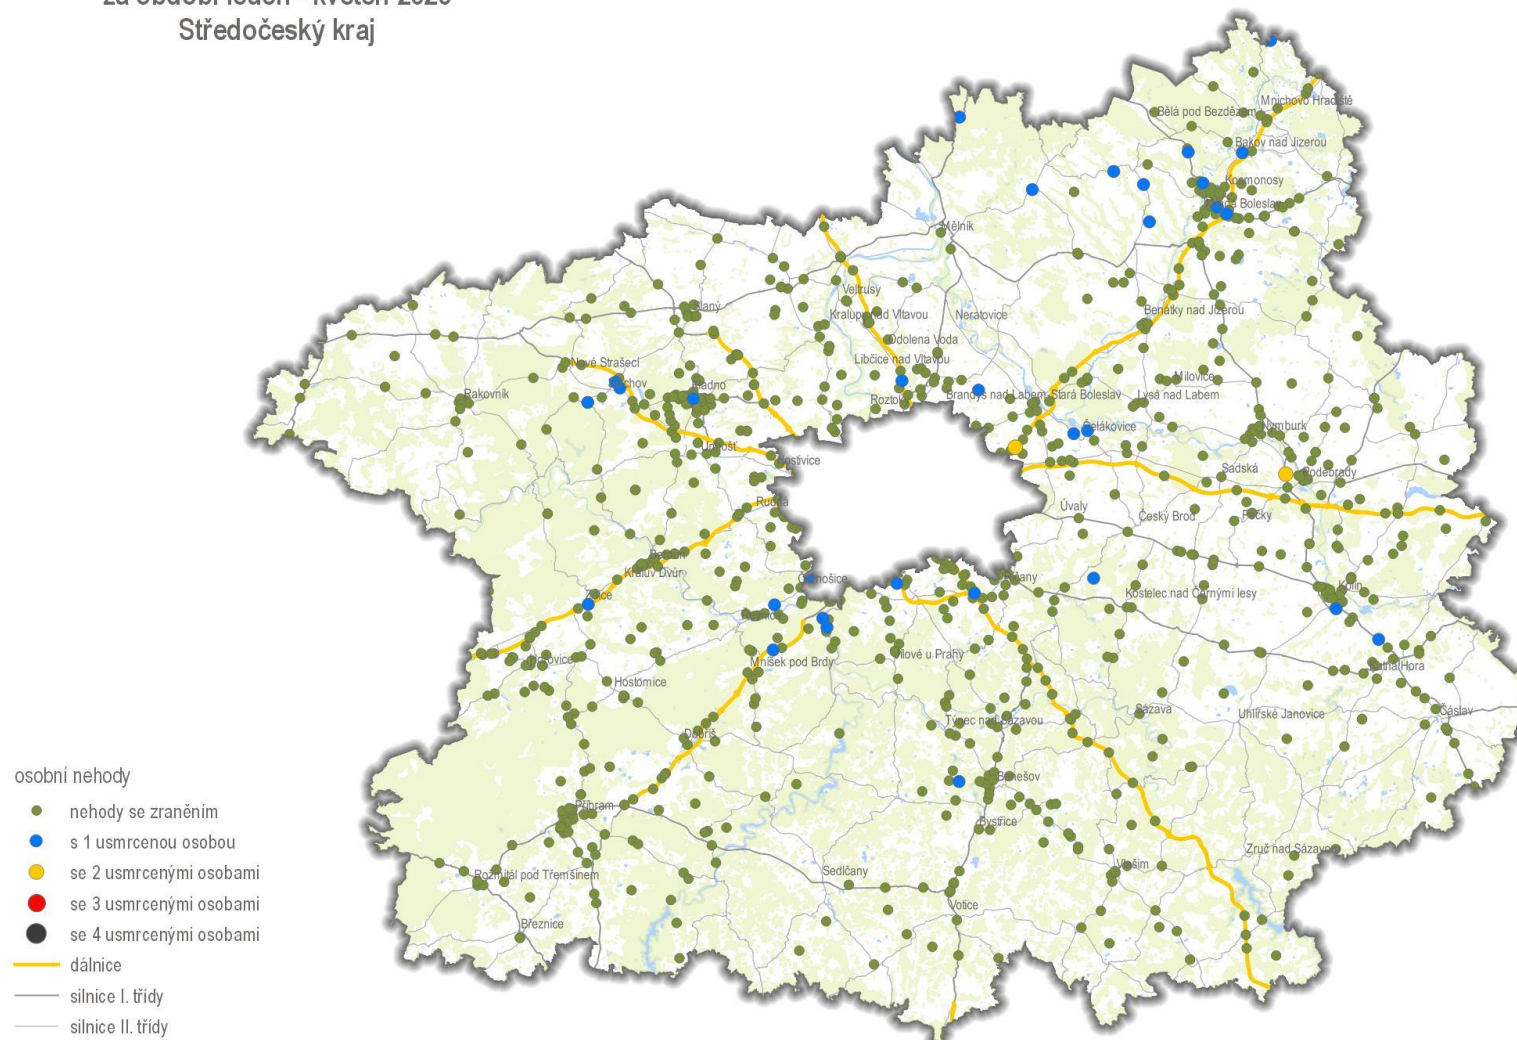 Středočeský kraj
Mnichovo Hradiště
Bělá pod Bezdězem
Bakov nad Jizerou
Kosmonosy
Mělník
Veltrusy
Slaný
Kralupy nad Vltavou
Neratovice
Benátky nad Jizerou
Odolena Voda
Libčice nad Vltavou
Nové Strašecí
Milovice
Rakovník
Brandýs nad Labem-Stará Boleslav
Lysá nad Labem
Čelákovice
Nymburk
Unhošť
Hostivice
Sadská
Poděbrady
Rudná
Úvaly
Český Brod
Pečky
Beroun
Králův Dvůr
Černošice
Říčany
Kostelec nad Černými lesy
Kolín
Ždice
Řevnice
Hořovice
Mníšek pod Brdy
Jílové u Prahy
Kutná Hora
Hostomice
Týnec nad Sázavou
Sázava
Uhlířské Janovice
Čáslav
Dobříš
osobní nehody
nehody se zraněním
s 1 usmrcenou osobou
se 2 usmrcenými osobami
se 3 usmrcenými osobami
se 4 usmrcenými osobami
dálnice
silnice I. třídy
silnice II. třídy
Benešov
Příbram
Bystřice
Zruč nad Sázavou
Vlašim
Sedlčany
Rožmitál pod Třemšínem
Votice
Březnice